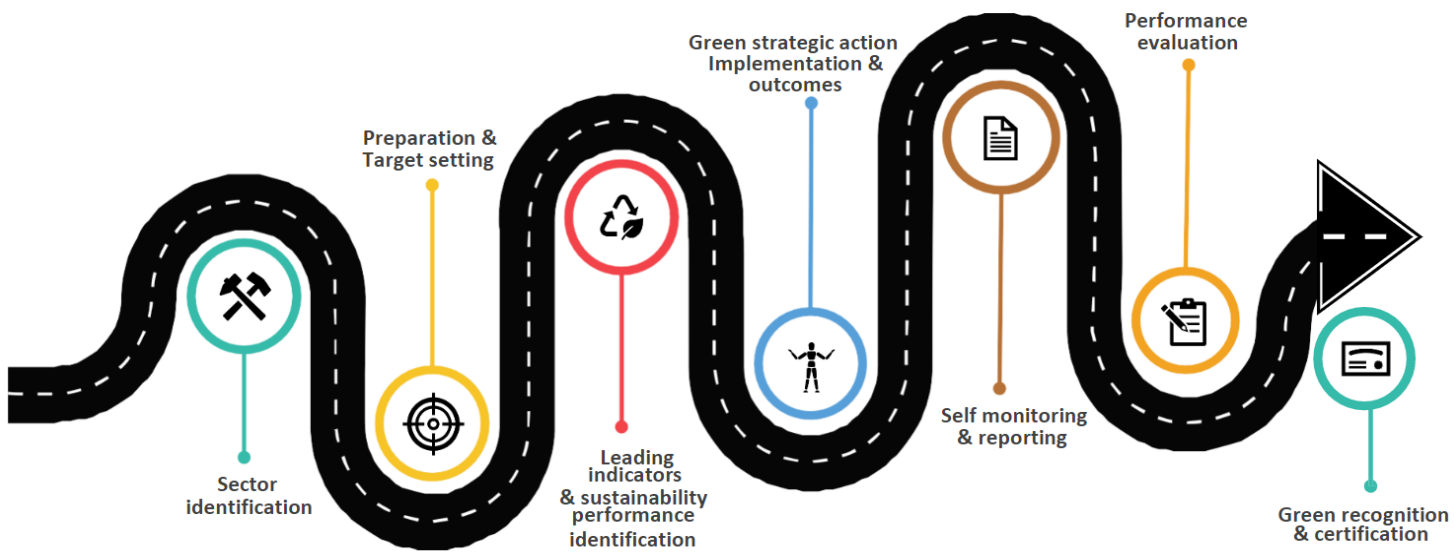 Sector
identification
Preparation &
Target setting
Leading
indicators
& sustainability
performance
identification
Green strategic action
Implementation &
outcomes
Self monitoring
& reporting
Performance
evaluation
Green recognition
& certification